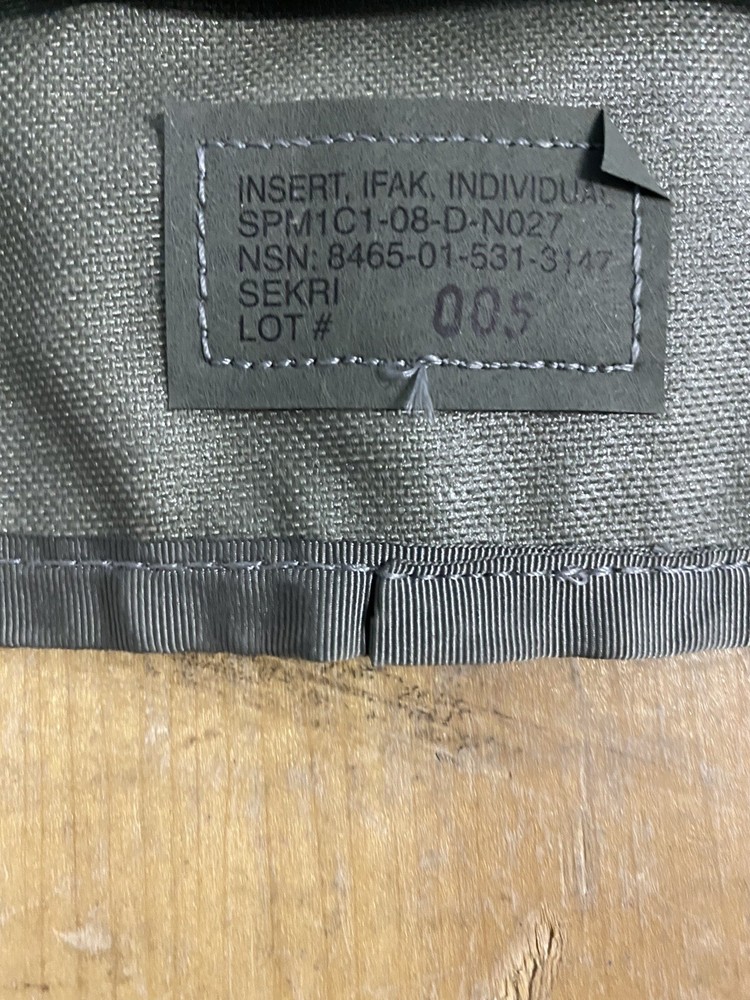 INSERT, IFAK, INDIVIDUAL
SPM1C1-08-D-N027
NSN: 8465-01-531-3147
SEKRI
LOT # 005